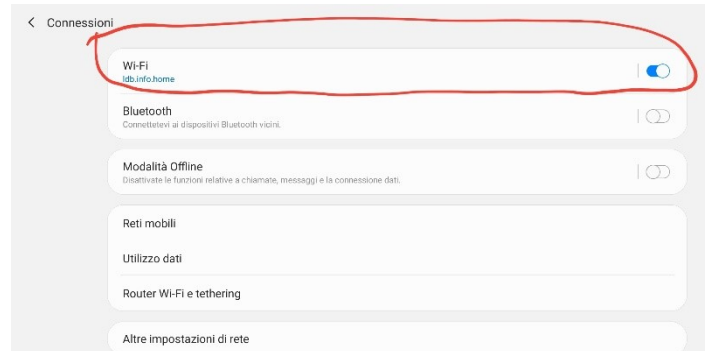 Connessioni
Wi-Fi
ldb.info.home
Bluetooth
Connettetevi ai dispositivi Bluetooth vicini.
Modalità Offline
Disattivate le funzioni relative a chiamate, messaggi e la connessione dati.
Reti mobili
Utilizzo dati
Router Wi-Fi e tethering
Altre impostazioni di rete